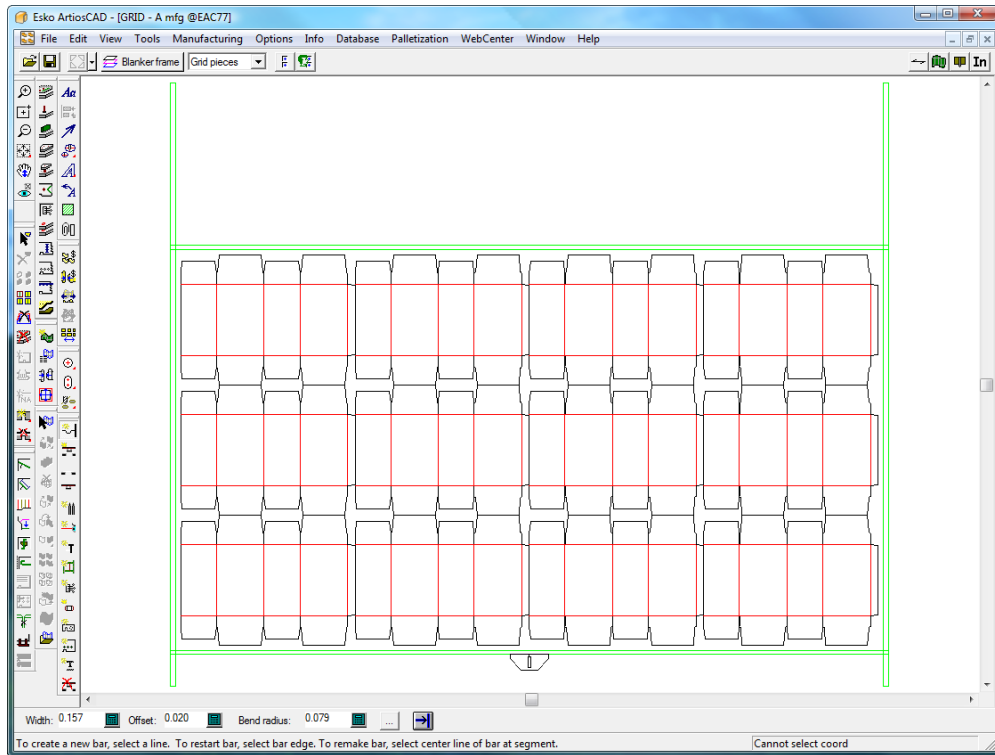 Esko ArtiosCAD - [GRID - A mfg @EAC77]
File Edit View Tools Manufacturing Options Info Database Palletization WebCenter Window Help
Blanker frame Grid pieces In
Width: 0.157 Offset: 0.020 Bend radius: 0.079 ...
To create a new bar, select a line. To restart bar, select bar edge. To remake bar, select center line of bar at segment. Cannot select coord